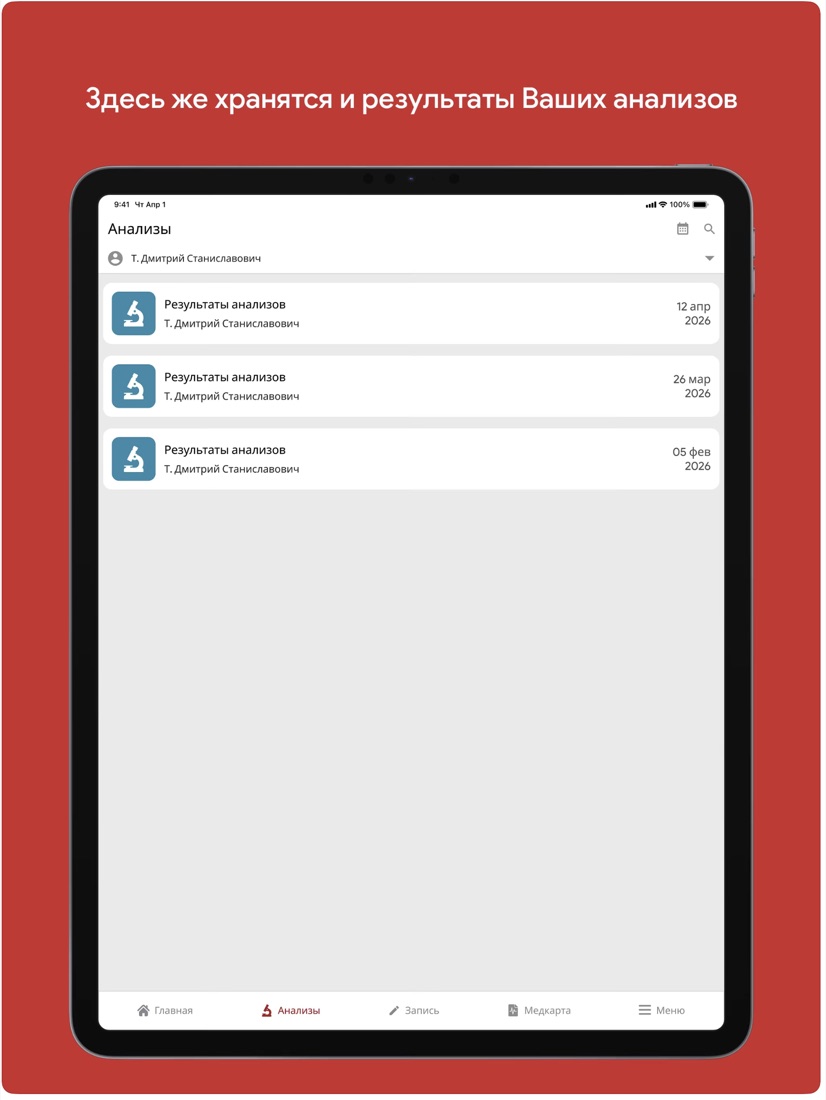 Здесь же хранятся и результаты Ваших анализов
9:41 Чт Апр 1
100%
Анализы
Т. Дмитрий Станиславович
Результаты анализов
12 апр
Т. Дмитрий Станиславович
2026
Результаты анализов
26 мар
Т. Дмитрий Станиславович
2026
Результаты анализов
05 фев
Т. Дмитрий Станиславович
2026
Главная
Анализы
Запись
Медкарта
Меню